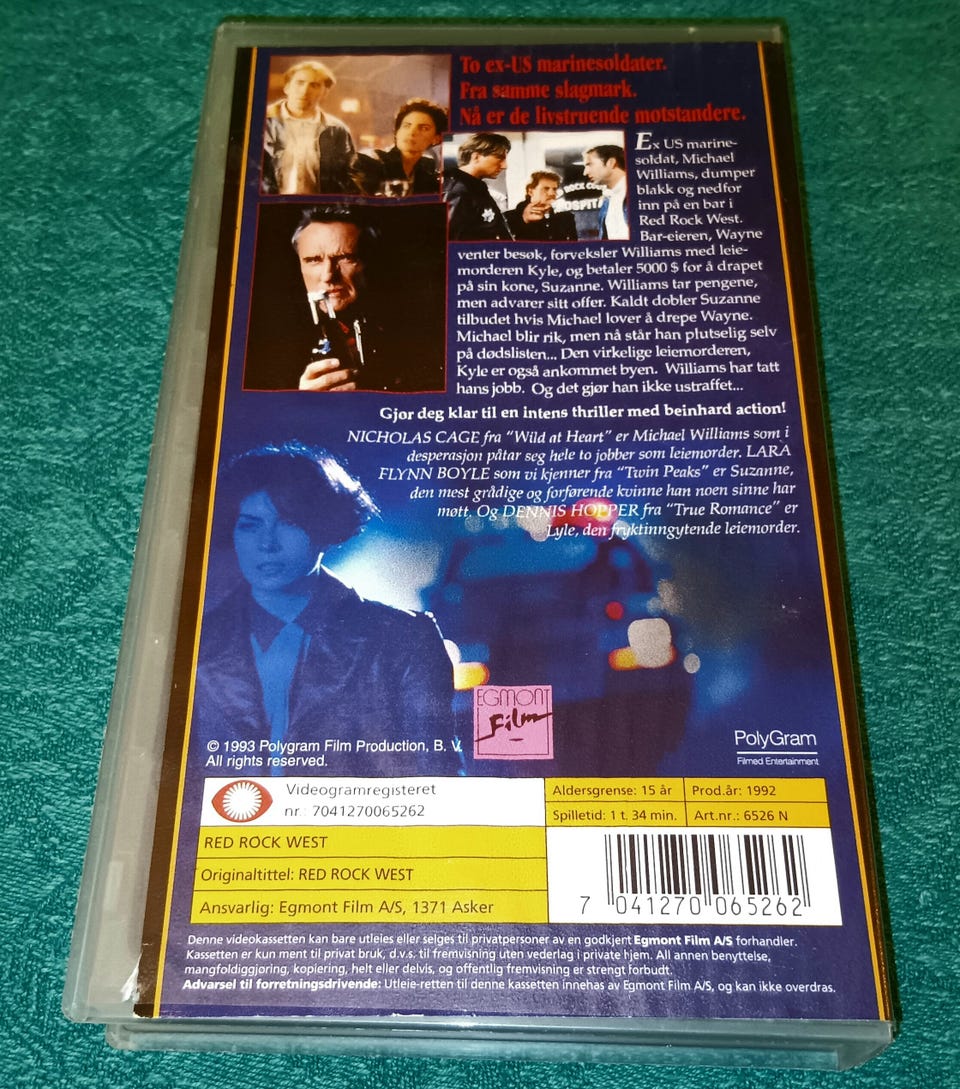 To ex-US marinesoldater.
Fra samme slagmark.
Nå er de livstruende motstandere.
ROCK COU
HOSPITA
Ex US marine-
soldat, Michael
Williams, dumper
blakk og nedfor
inn på en bar i
Red Rock West.
Bar-eieren, Wayne
venter besøk, forveksler Williams med leie-
morderen Kyle, og betaler 5000 $ for å drapet
på sin kone, Suzanne. Williams tar pengene,
men advarer sitt offer. Kaldt dobler Suzanne
tilbudet hvis Michael lover å drepe Wayne.
Michael blir rik, men nå står han plutselig selv
på dødslisten... Den virkelige leiemorderen,
Kyle er også ankommet byen. Williams har tatt
hans jobb. Og det gjør han ikke ustraffet...
Gjør deg klar til en intens thriller med beinhard action!
NICHOLAS CAGE fra "Wild at Heart" er Michael Williams som i
desperasjon påtar seg hele to jobber som leiemorder. LARA
FLYNN BOYLE som vi kjenner fra "Twin Peaks" er Suzanne,
den mest grådige og forførende kvinne han noen sinne har
møtt. Og DENNIS HOPPER fra "True Romance" er
Lyle, den fryktinngytende leiemorder.
EGMONT
Film
© 1993 Polygram Film Production, B. V.
All rights reserved.
PolyGram
Filmed Entertainment
Videogramregisteret
nr.: 7041270065262
Aldersgrense: 15 år
Prod.år: 1992
Spilletid: 1 t. 34 min.
Art.nr.: 6526 N
RED ROCK WEST
Originaltittel: RED ROCK WEST
Ansvarlig: Egmont Film A/S, 1371 Asker
7 041270 065262
Denne videokassetten kan bare utleies eller selges til privatpersoner av en godkjent Egmont Film A/S forhandler.
Kassetten er kun ment til privat bruk, d.v.s. til fremvisning uten vederlag i private hjem. All annen benyttelse,
mangfoldiggjøring, kopiering, helt eller delvis, og offentlig fremvisning er strengt forbudt.
Advarsel til forretningsdrivende: Utleie-retten til denne kassetten innehas av Egmont Film A/S, og kan ikke overdras.